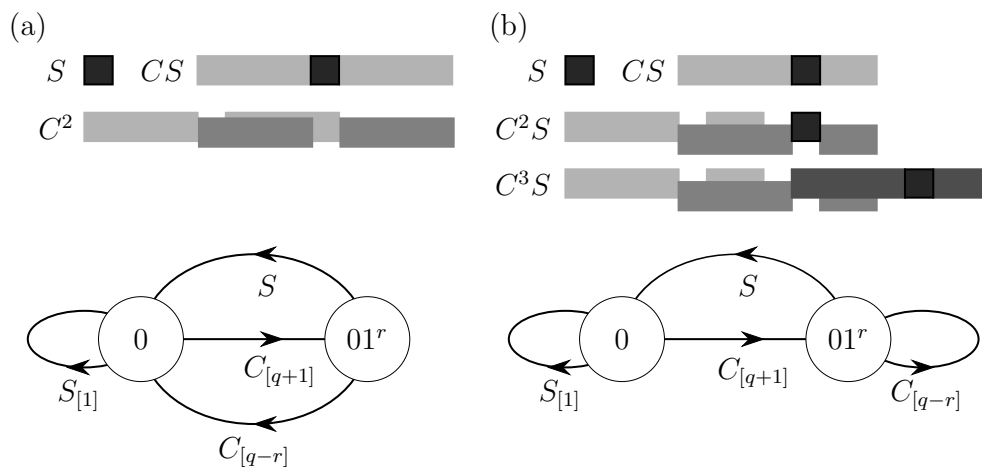 (a)
S CS
C^2
S
0 01^r
C_{[q+1]}
S_{[1]}
C_{[q-r]}
(b)
S CS
C^2S
C^3S
S
0 01^r
C_{[q+1]}
S_{[1]} C_{[q-r]}